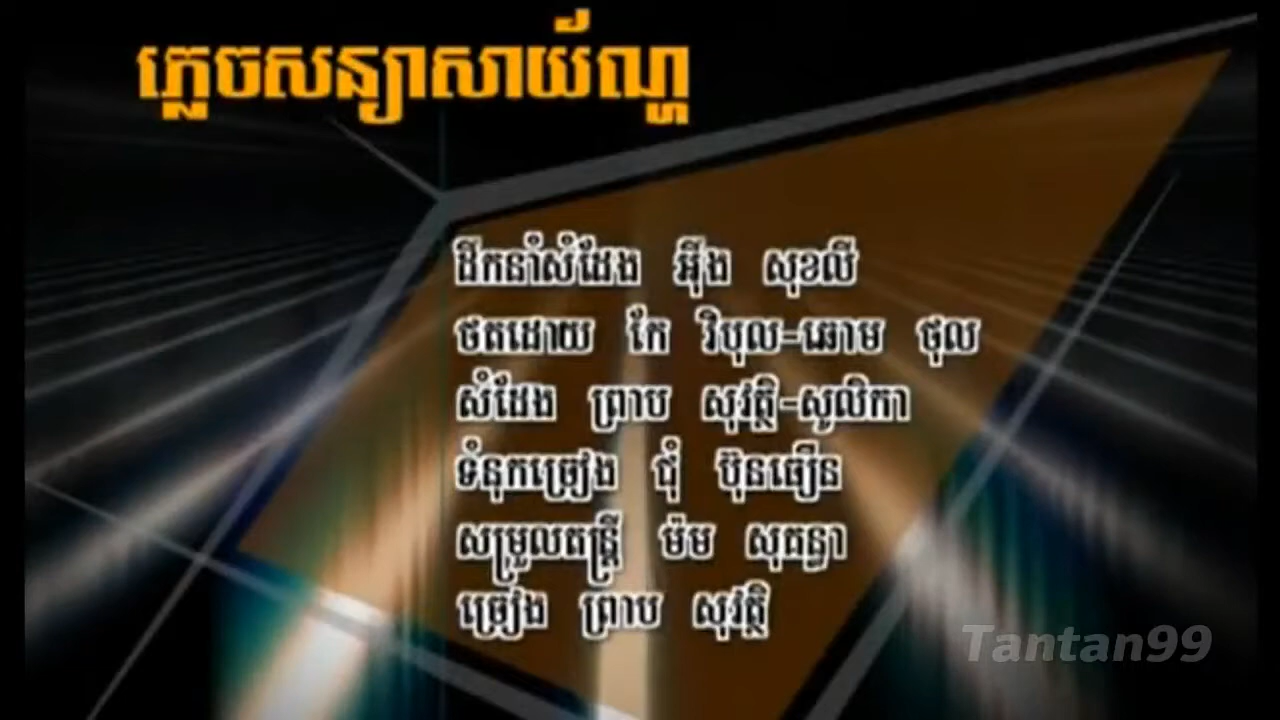 ភ្លេចសន្យាសាយ័ណ្ហ
ដឹកនាំសំដែង អ៊ឹង សុខលី
ថតដោយ កែ វិបុល-ឆោម ថុល
សំដែង ព្រាប សុវត្ថិ-សូលិកា
ទំនុកច្រៀង ជុំ ប៊ុនធឿន
សម្រួលតន្ត្រី ម៉ម សុគន្ធា
ច្រៀង ព្រាប សុវត្ថិ
Tantan99